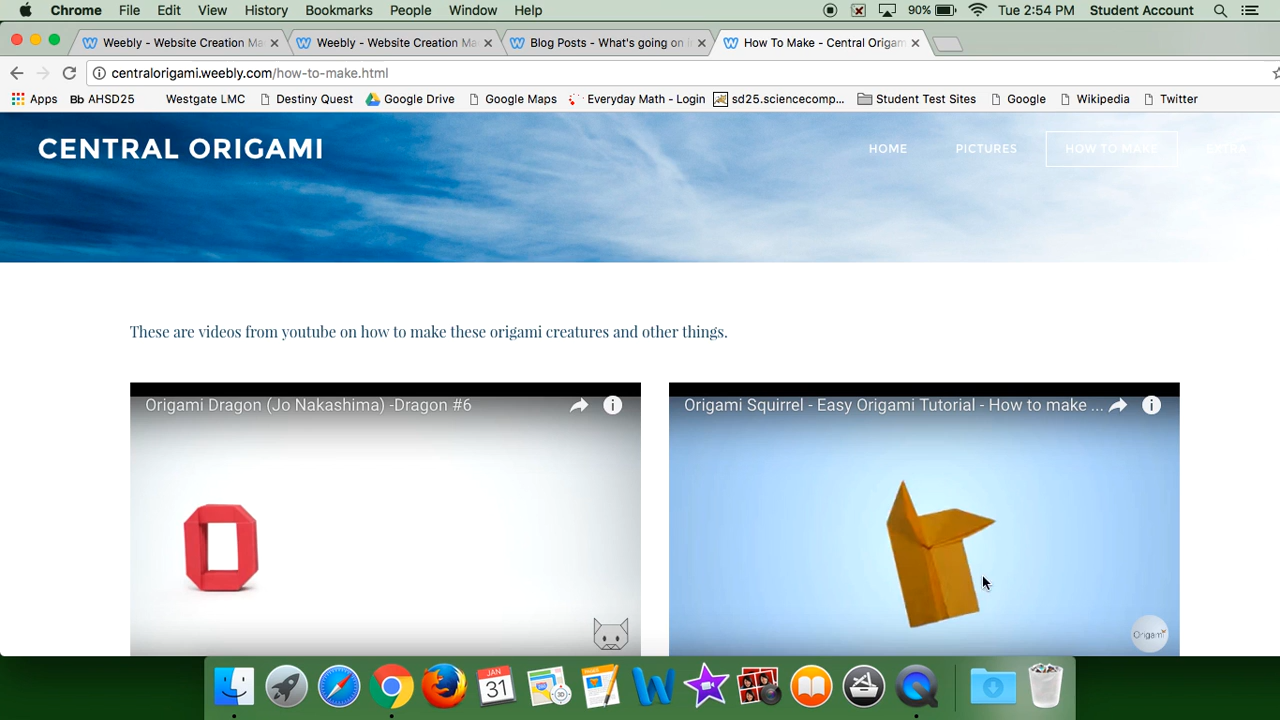 Chrome File Edit View History Bookmarks People Window Help 90% Tue 2:54 PM Student Account
Weebly - Website Creation Ma Weebly - Website Creation Ma Blog Posts - What's going on i How To Make - Central Origam
centralorigami.weebly.com/how-to-make.html
Apps Bb AHSD25 Westgate LMC Destiny Quest Google Drive Google Maps Everyday Math - Login sd25.sciencecomp... Student Test Sites Google Wikipedia Twitter
CENTRAL ORIGAMI HOME PICTURES HOW TO MAKE EXTRA
These are videos from youtube on how to make these origami creatures and other things.
Origami Dragon (Jo Nakashima) -Dragon #6
Origami Squirrel - Easy Origami Tutorial - How to make ...
Origami
JAN
31